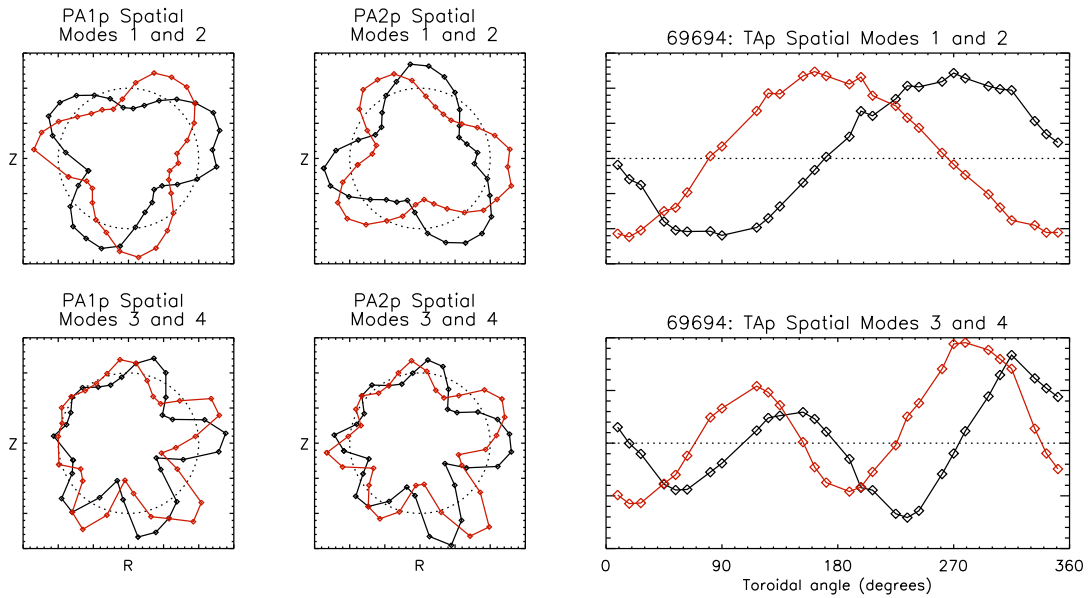 PA1p Spatial
Modes 1 and 2
PA2p Spatial
Modes 1 and 2
69694: TAp Spatial Modes 1 and 2
Z
Z
PA1p Spatial
Modes 3 and 4
PA2p Spatial
Modes 3 and 4
69694: TAp Spatial Modes 3 and 4
Z
Z
R
R
0
90
180
270
360
Toroidal angle (degrees)